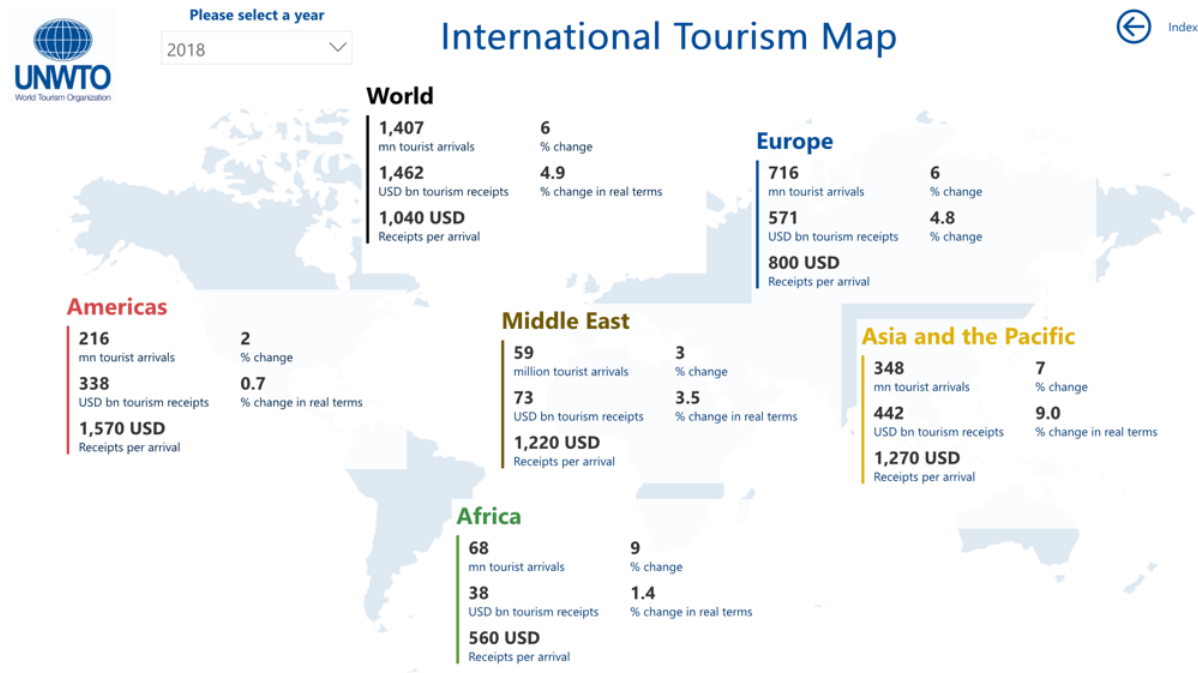 Please select a year
2018
International Tourism Map
Index
UNWTO
World Tourism Organization
World
1,407 6
mn tourist arrivals % change
1,462 4.9
USD bn tourism receipts % change in real terms
1,040 USD
Receipts per arrival
Europe
716 6
mn tourist arrivals % change
571 4.8
USD bn tourism receipts % change
800 USD
Receipts per arrival
Americas
216 2
mn tourist arrivals % change
338 0.7
USD bn tourism receipts % change in real terms
1,570 USD
Receipts per arrival
Middle East
59 3
million tourist arrivals % change
73 3.5
USD bn tourism receipts % change in real terms
1,220 USD
Receipts per arrival
Asia and the Pacific
348 7
mn tourist arrivals % change
442 9.0
USD bn tourism receipts % change in real terms
1,270 USD
Receipts per arrival
Africa
68 9
mn tourist arrivals % change
38 1.4
USD bn tourism receipts % change in real terms
560 USD
Receipts per arrival